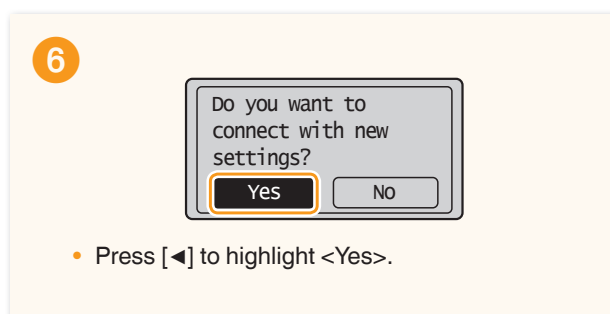 6
Do you want to
connect with new
settings?
Yes No
• Press [◄] to highlight <Yes>.